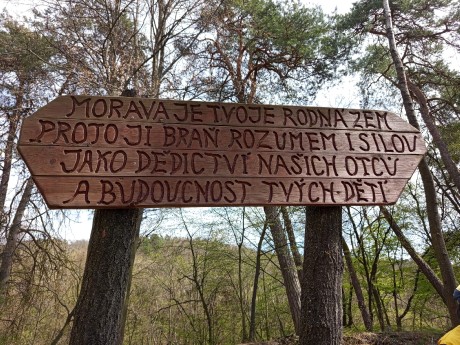 MORAVA JE TVOJE RODNÁ ZEM
PROTO JI BRAŇ ROZUMEM I SILOU
JAKO DĚDICTVÍ NAŠICH OTCŮ
A BUDOUCNOST TVÝCH DĚTÍ